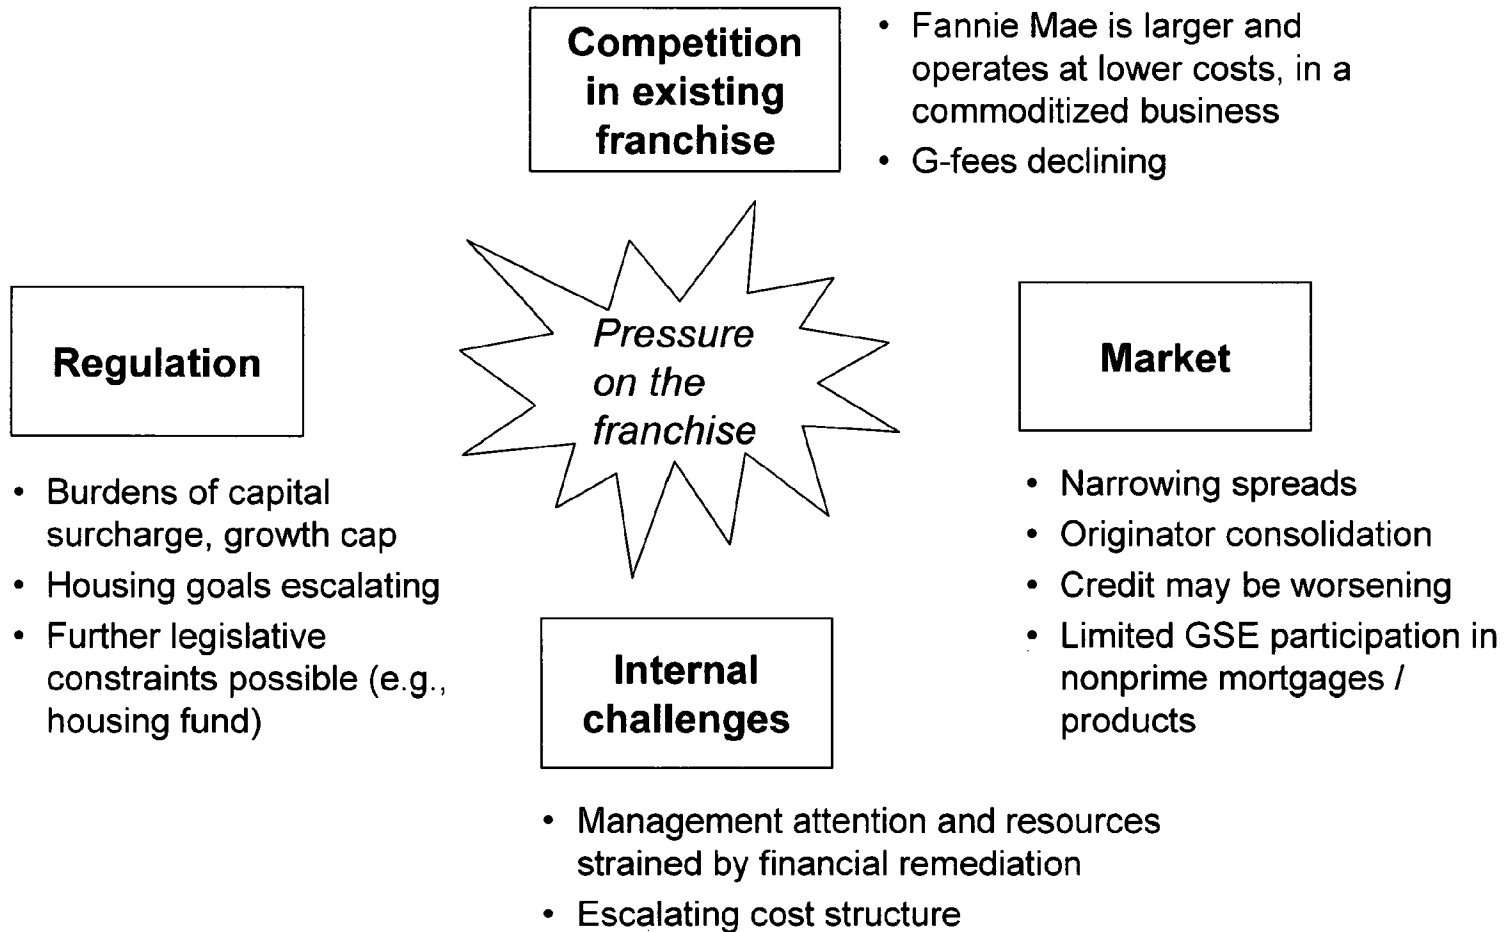 Competition
in existing
franchise
• Fannie Mae is larger and
operates at lower costs, in a
commoditized business
• G-fees declining
Pressure
on the
franchise
Regulation
• Burdens of capital
surcharge, growth cap
• Housing goals escalating
• Further legislative
constraints possible (e.g.,
housing fund)
Market
• Narrowing spreads
• Originator consolidation
• Credit may be worsening
• Limited GSE participation in
nonprime mortgages /
products
Internal
challenges
• Management attention and resources
strained by financial remediation
• Escalating cost structure